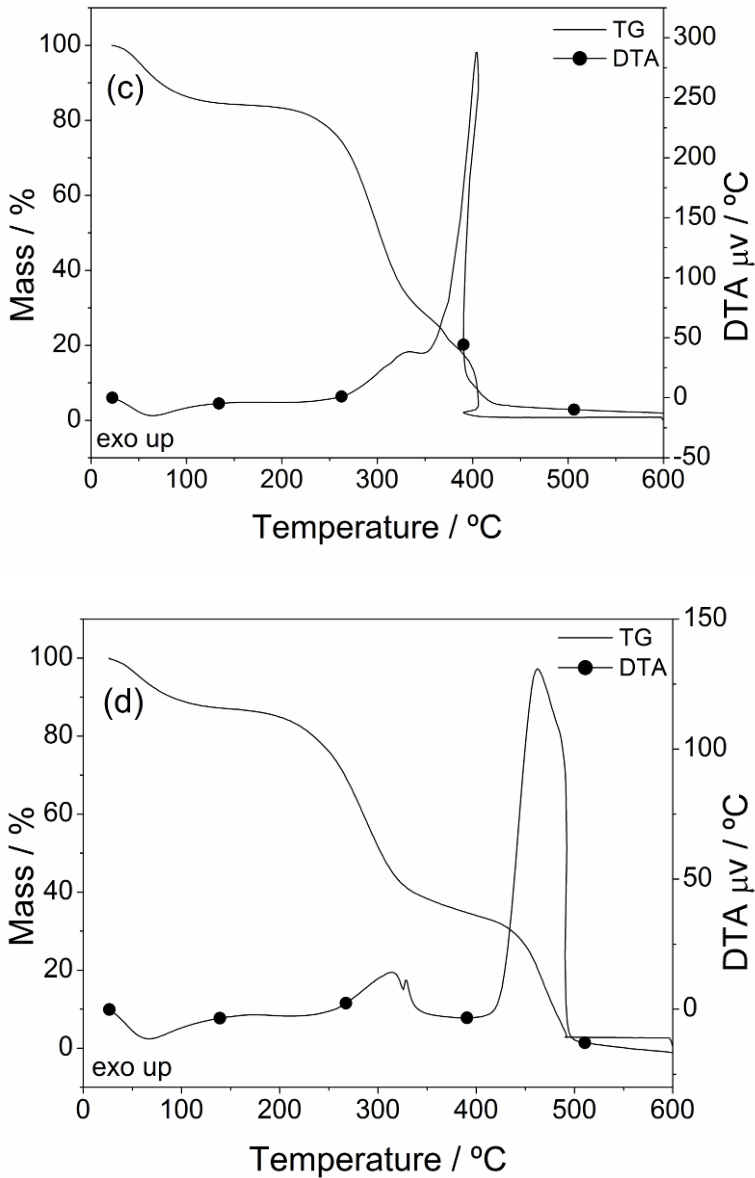 TG
DTA
(c)
100
80
60
40
20
0
Mass / %
300
250
200
150
100
50
0
-50
DTA μv / ºC
exo up
0 100 200 300 400 500 600
Temperature / ºC
TG
DTA
(d)
100
80
60
40
20
0
Mass / %
150
100
50
0
DTA μv / ºC
exo up
0 100 200 300 400 500 600
Temperature / ºC